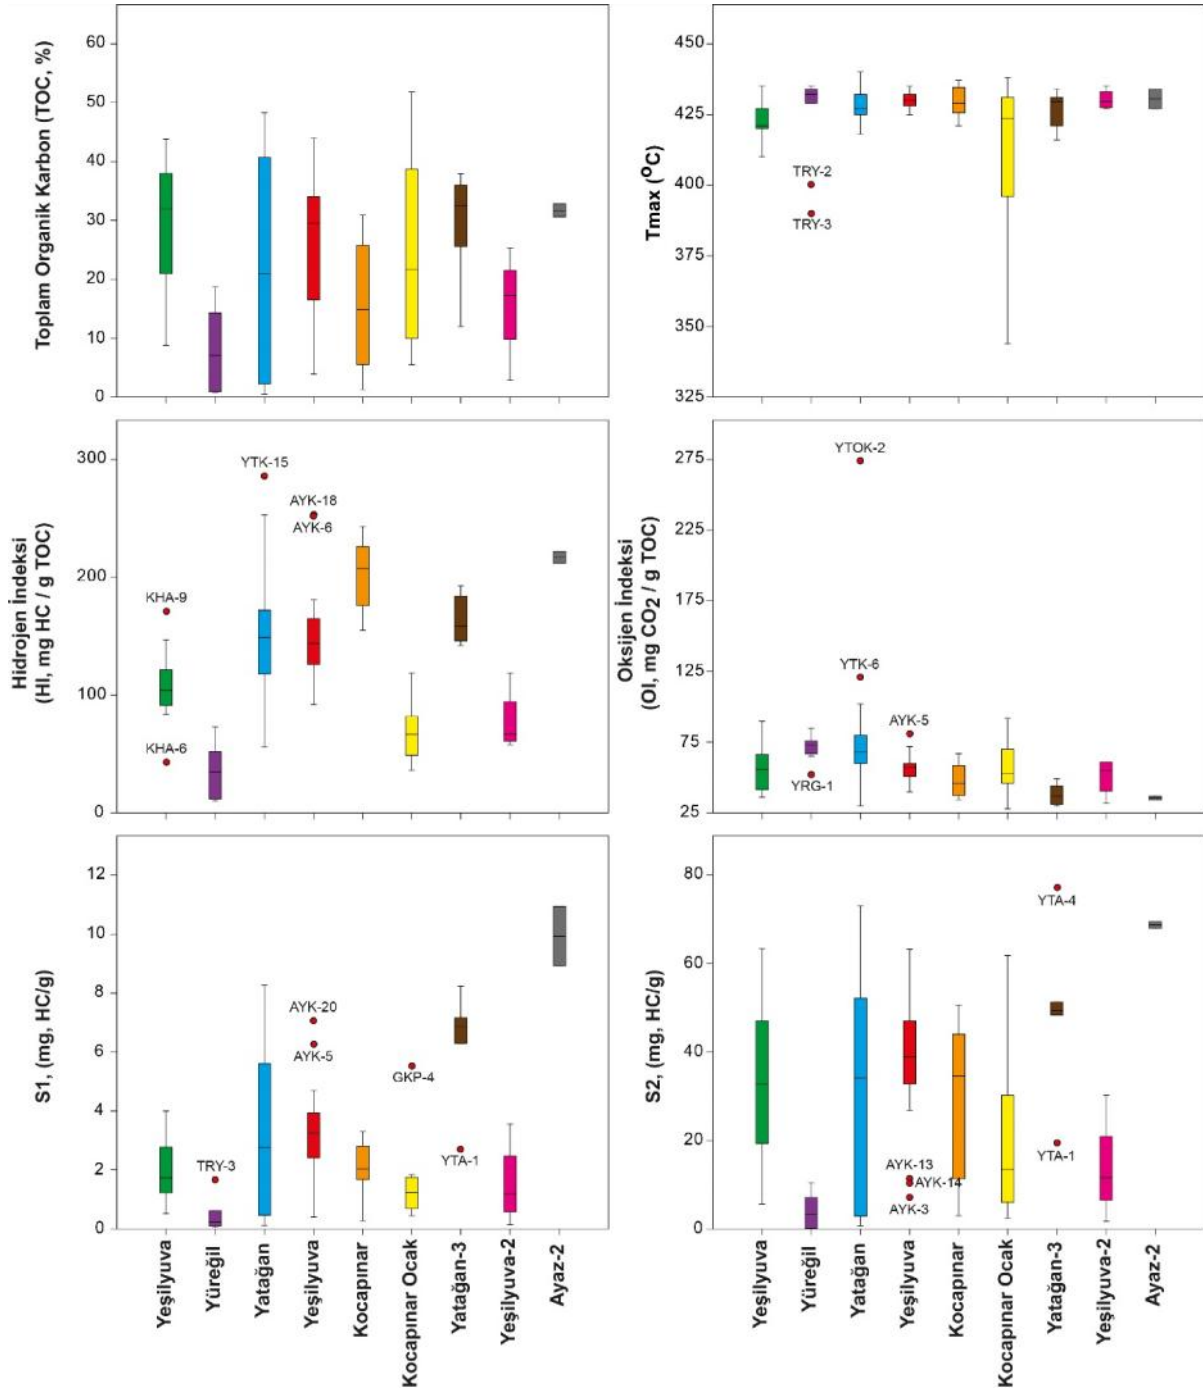 Toplam Organik Karbon (TOC, %)
60
50
40
30
20
10
0
Tmax (⁰C)
450
425
400
375
350
325
TRY-2
TRY-3
Hidrojen İndeksi
(HI, mg HC / g TOC)
300
200
100
0
KHA-9
KHA-6
YTK-15
AYK-18
AYK-6
Oksijen İndeksi
(OI, mg CO₂ / g TOC)
275
225
175
125
75
25
YTOK-2
YTK-6
AYK-5
YRG-1
S1, (mg, HC/g)
12
10
8
6
4
2
0
TRY-3
AYK-20
AYK-5
GKP-4
YTA-1
S2, (mg, HC/g)
80
60
40
20
0
YTA-4
YTA-1
AYK-13
AYK-14
AYK-3
Yeşilyuva
Yüreğil
Yatağan
Yeşilyuva
Kocapınar
Kocapınar Ocak
Yatağan-3
Yeşilyuva-2
Ayaz-2
Yeşilyuva
Yüreğil
Yatağan
Yeşilyuva
Kocapınar
Kocapınar Ocak
Yatağan-3
Yeşilyuva-2
Ayaz-2